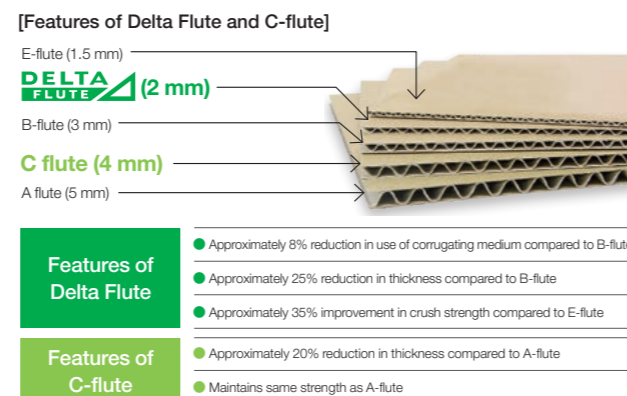 [Features of Delta Flute and C-flute]
E-flute (1.5 mm)
DELTA
FLUTE
(2 mm)
B-flute (3 mm)
C flute (4 mm)
A flute (5 mm)
Features of
Delta Flute
Approximately 8% reduction in use of corrugating medium compared to
Approximately 25% reduction in thickness compared to B-flute
Approximately 35% improvement in crush strength compared to E-flute
Features of
C-flute
Approximately 20% reduction in thickness compared to A-flute
Maintains same strength as A-flute